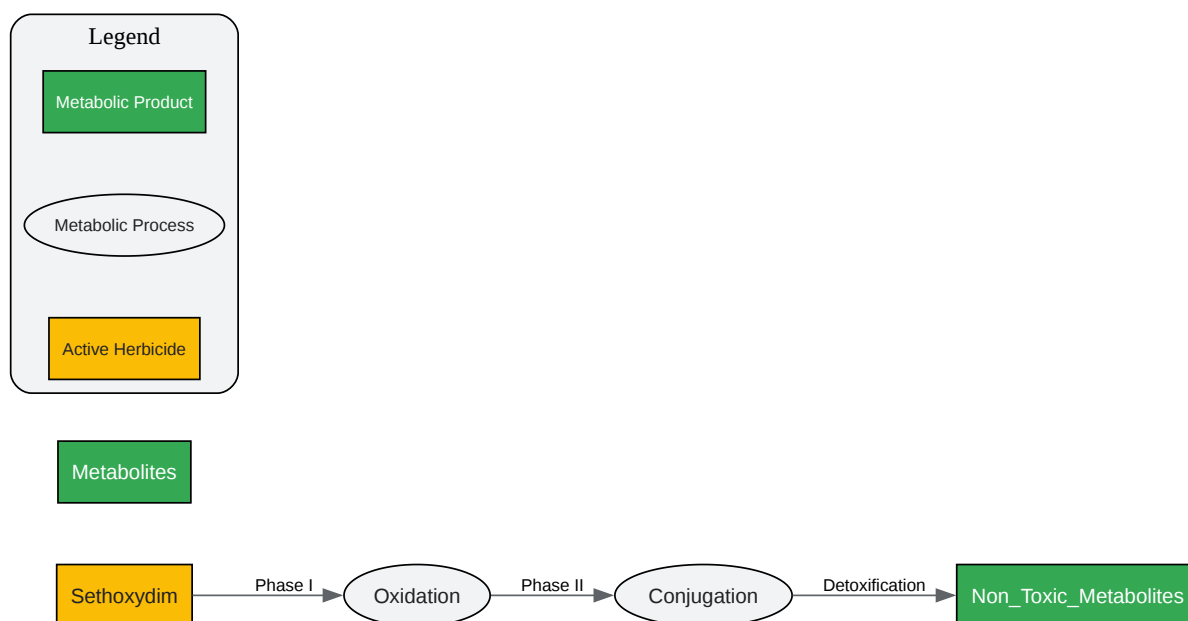 Legend
Metabolic Product
Metabolic Process
Active Herbicide
Metabolites
Sethoxydim
Phase I
Oxidation
Phase II
Conjugation
Detoxification
Non_Toxic_Metabolites